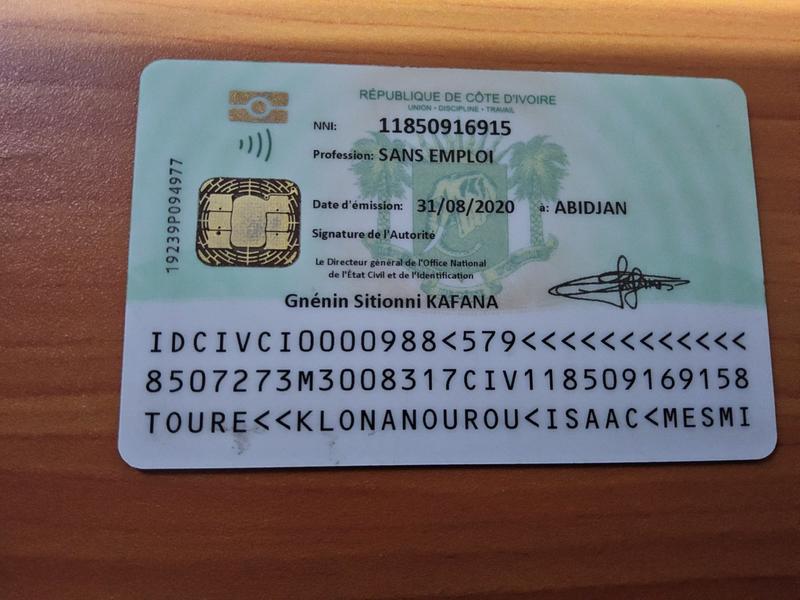 RÉPUBLIQUE DE CÔTE D'IVOIRE
UNION - DISCIPLINE - TRAVAIL
NNI: 11850916915
Profession: SANS EMPLOI
Date d'émission: 31/08/2020 à: ABIDJAN
Signature de l'Autorité
Le Directeur général de l'Office National
de l'État Civil et de l'Identification
Gnénin Sitionni KAFANA
19239P094977
IDCIVCI0000988<579<<<<<<<<<<<<
8507273M3008317CIV118509169158
TOURE<<KLONANOUROU<ISAAC<MESMI